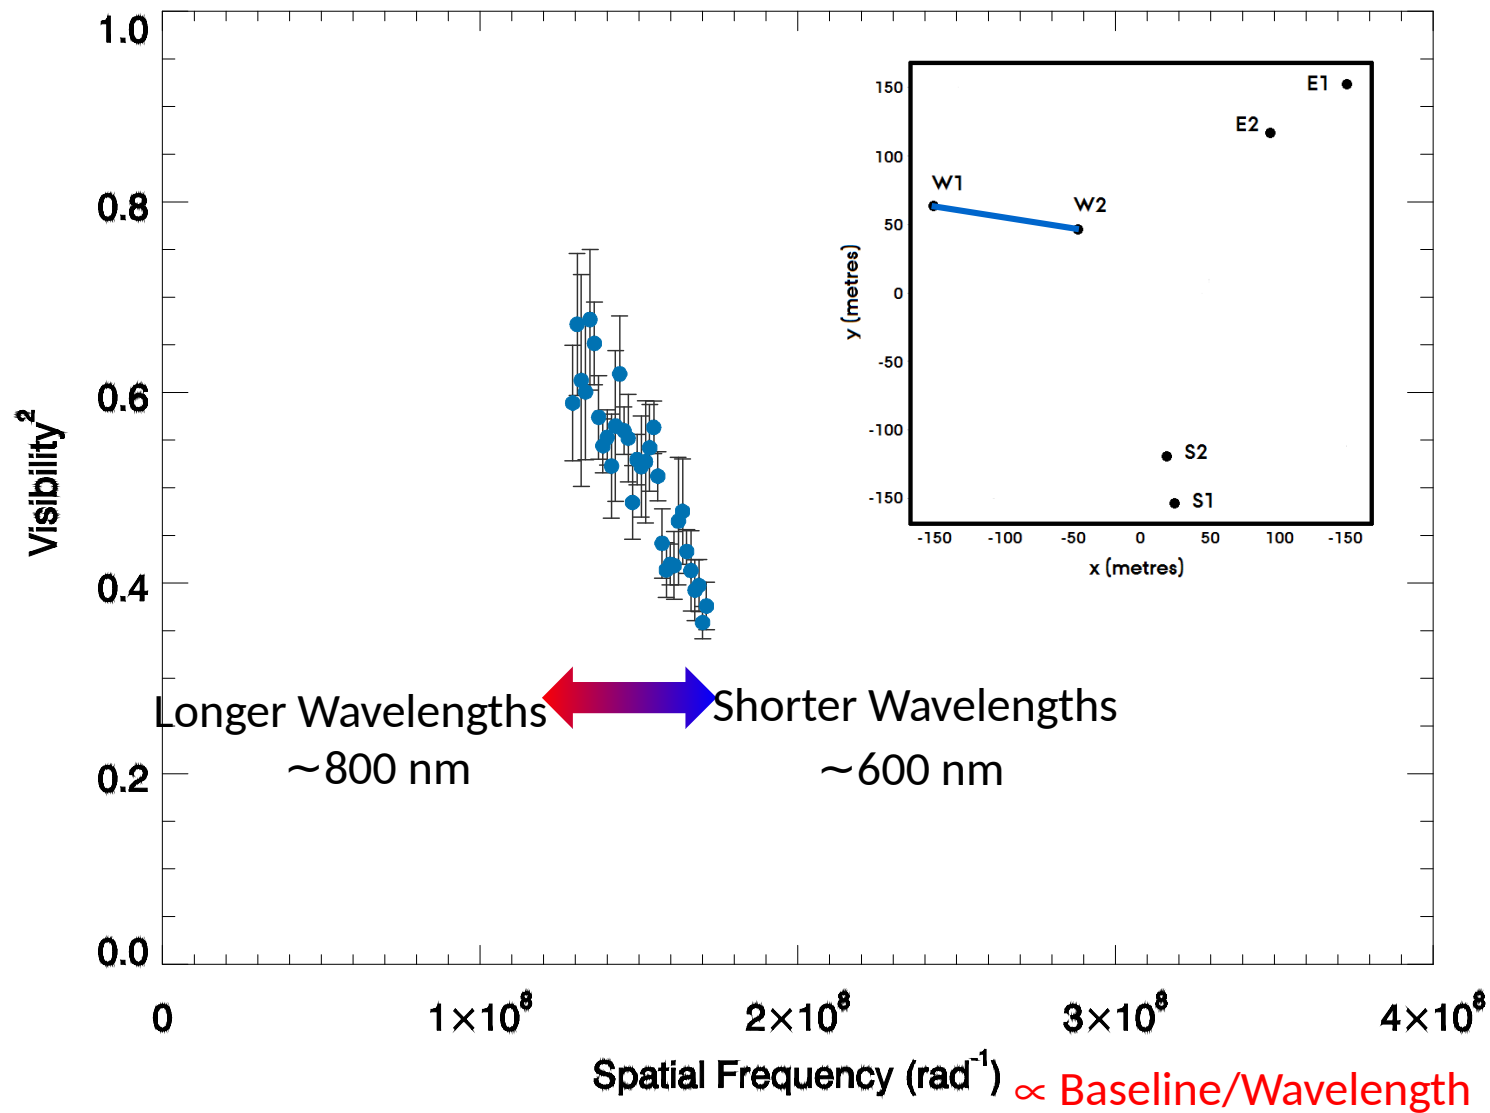 1.0
0.8
0.6
0.4
0.2
0.0
Visibility²
0
1×10⁸
2×10⁸
3×10⁸
4×10⁸
Spatial Frequency (rad⁻¹)
∝ Baseline/Wavelength
Longer Wavelengths
~800 nm
Shorter Wavelengths
~600 nm
150
100
50
0
-50
-100
-150
y (metres)
-150
-100
-50
0
50
100
-150
x (metres)
E1
E2
W1
W2
S2
S1